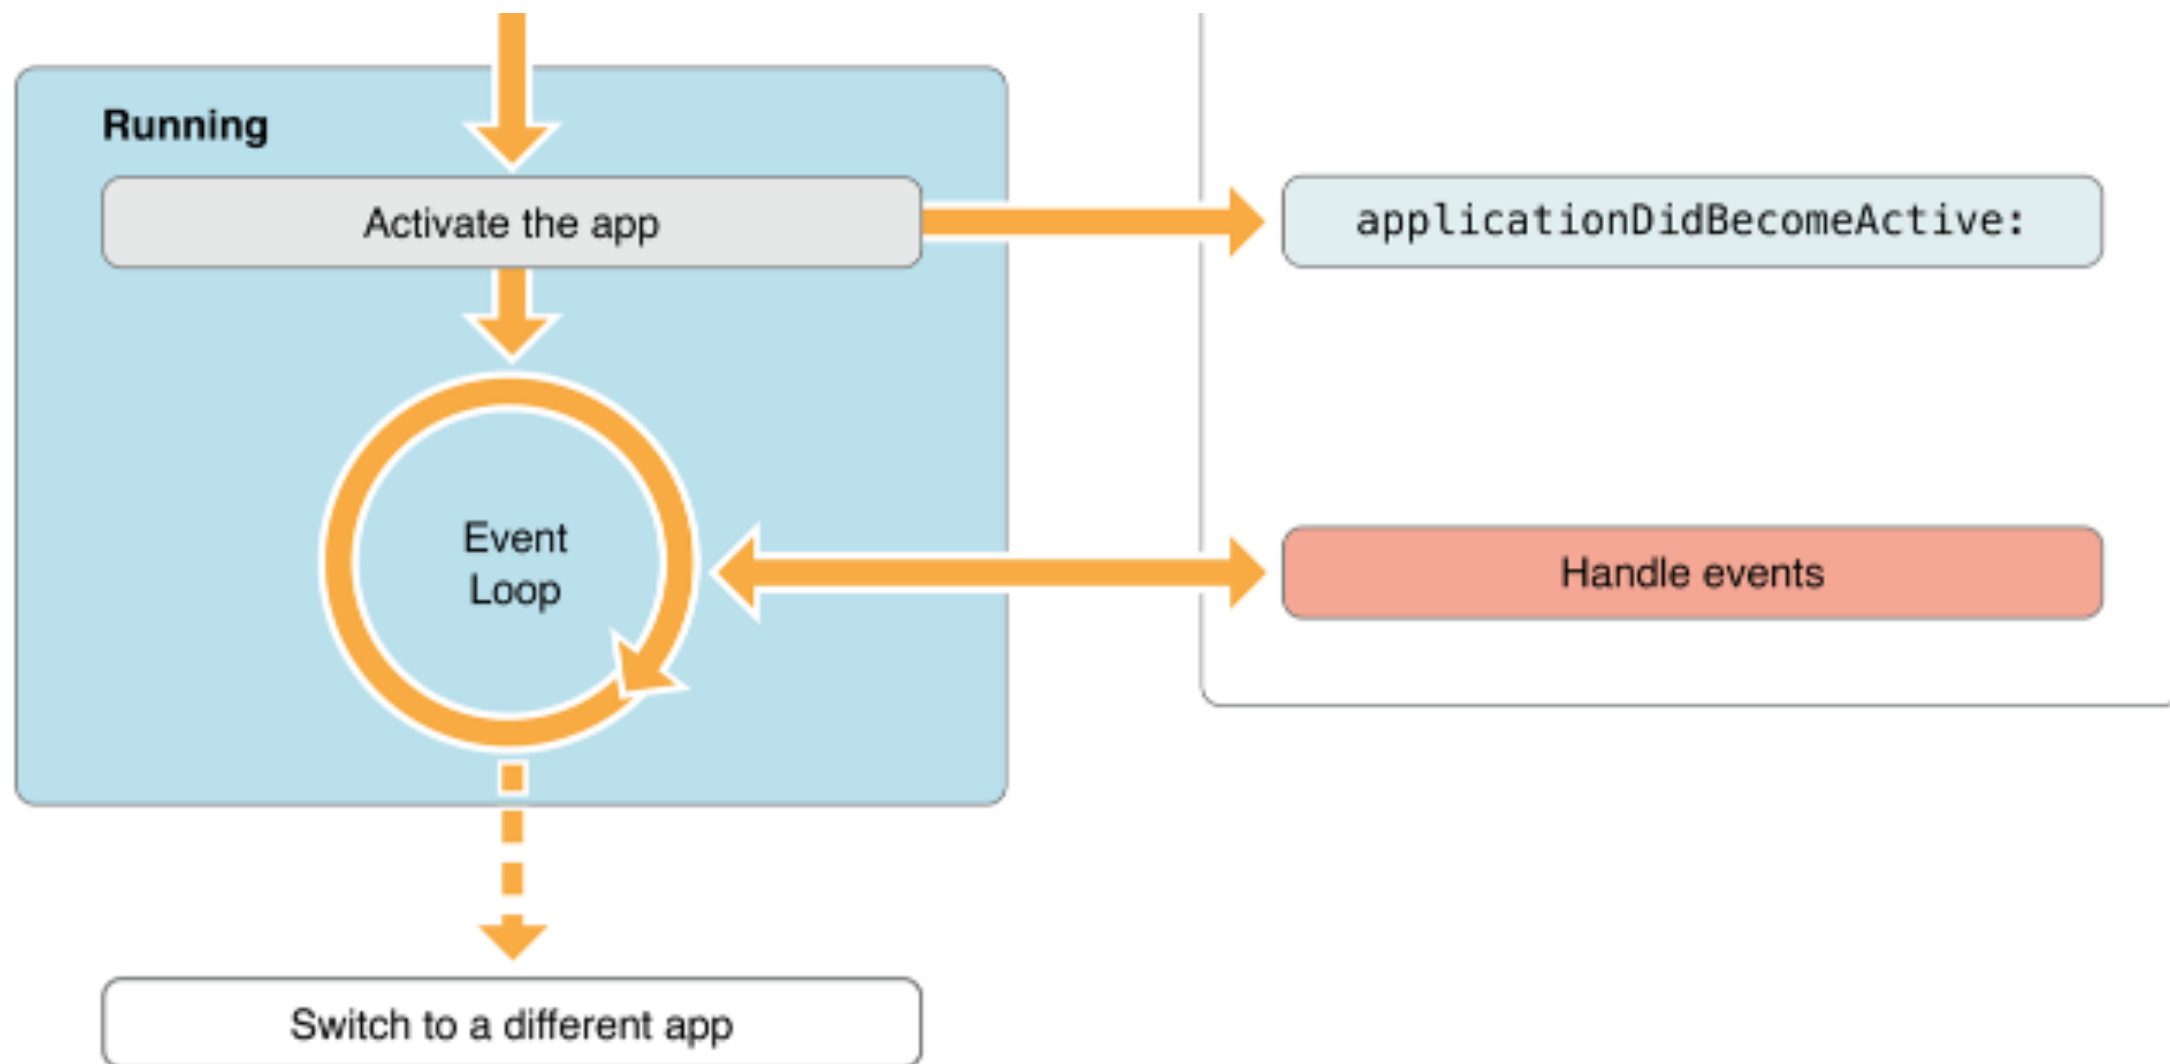 Running
Activate the app
applicationDidBecomeActive:
Event
Loop
Handle events
Switch to a different app